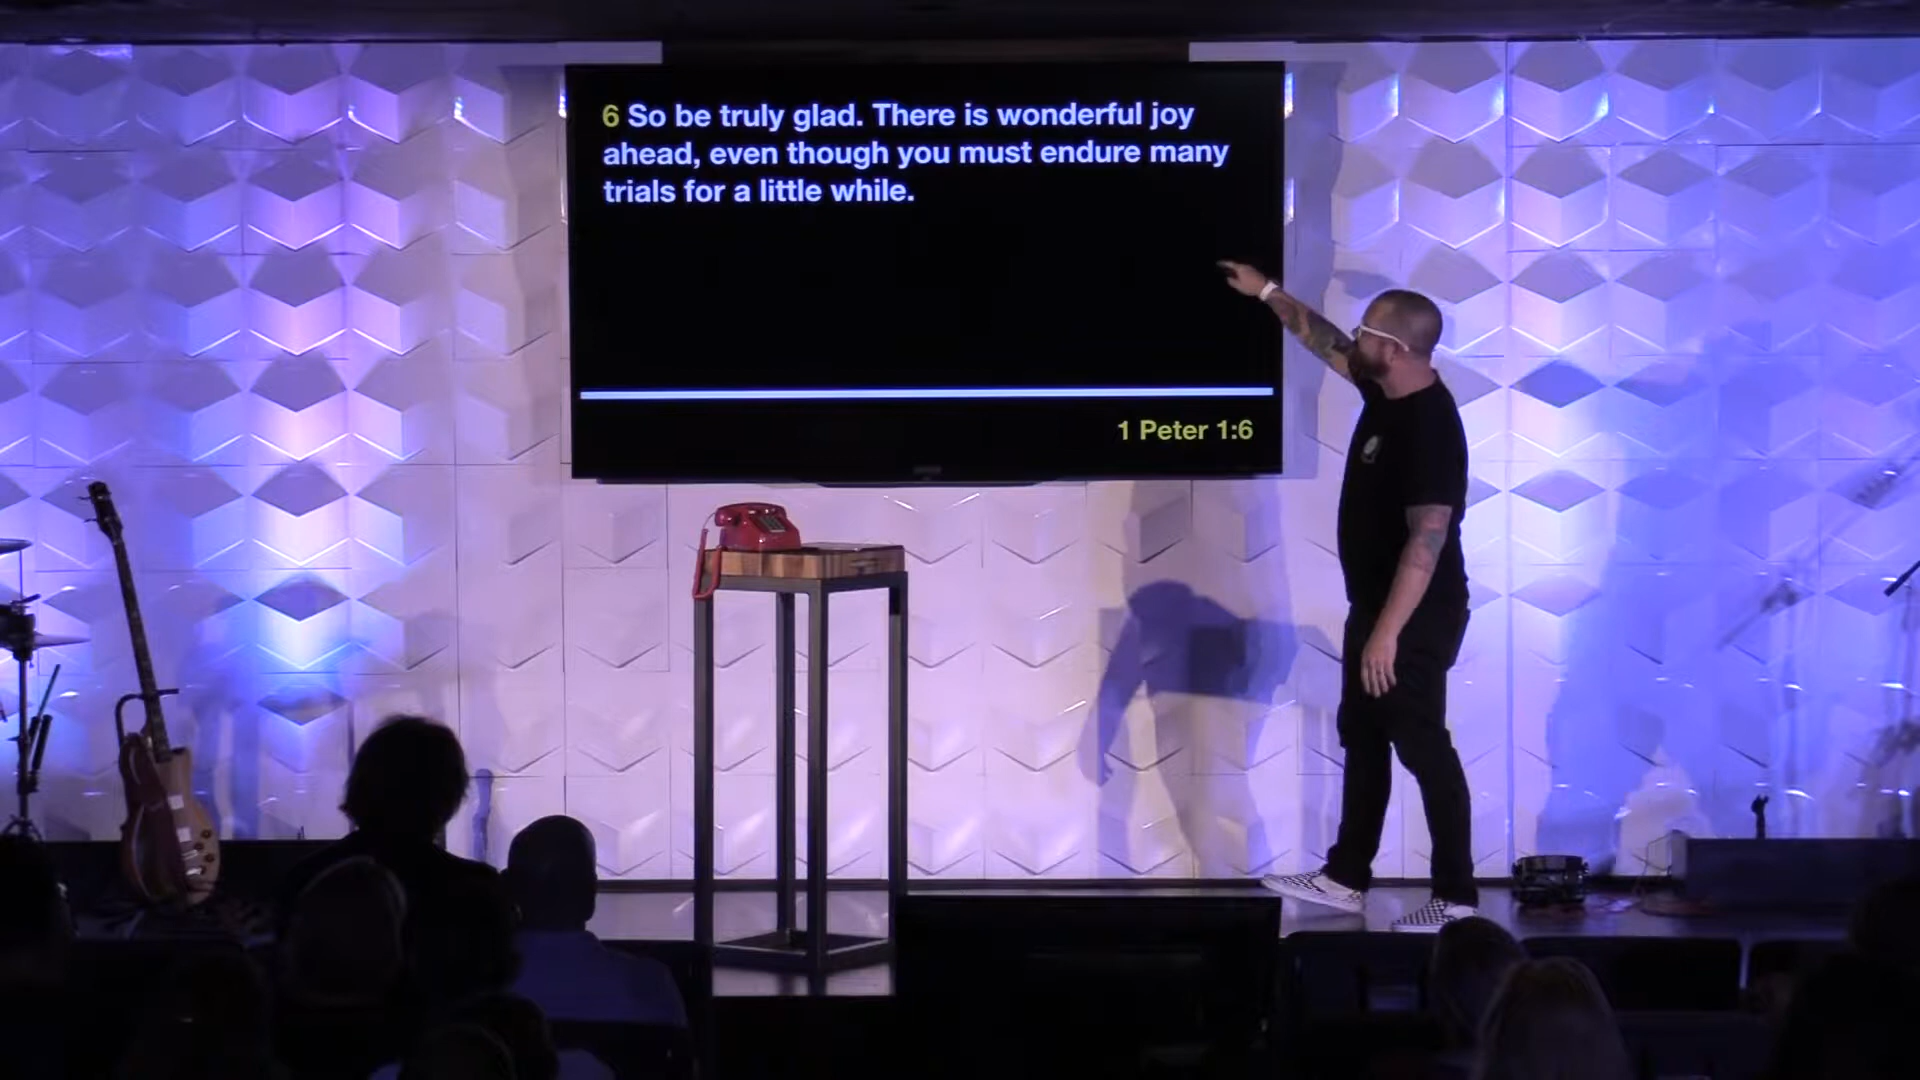 6 So be truly glad. There is wonderful joy
ahead, even though you must endure many
trials for a little while.
1 Peter 1:6